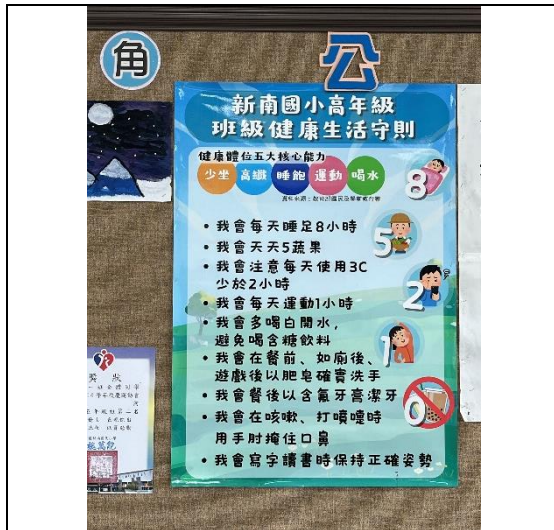 角
公
新南國小高年級
班級健康生活守則
健康體位五大核心能力
少坐 高纖 睡飽 運動 喝水
8
• 我會每天睡足8小時
5
• 我會天天5蔬果
• 我會注意每天使用3C
少於2小時
2
• 我會每天運動1小時
1
• 我會多喝白開水,
避免喝含糖飲料
• 我會在餐前、如廁後、
遊戲後以肥皂確實洗手
• 我會餐後以含氟牙膏潔牙
0
• 我會在咳嗽、打噴嚏時
用手肘掩住口鼻
• 我會寫字讀書時保持正確姿勢
獎狀